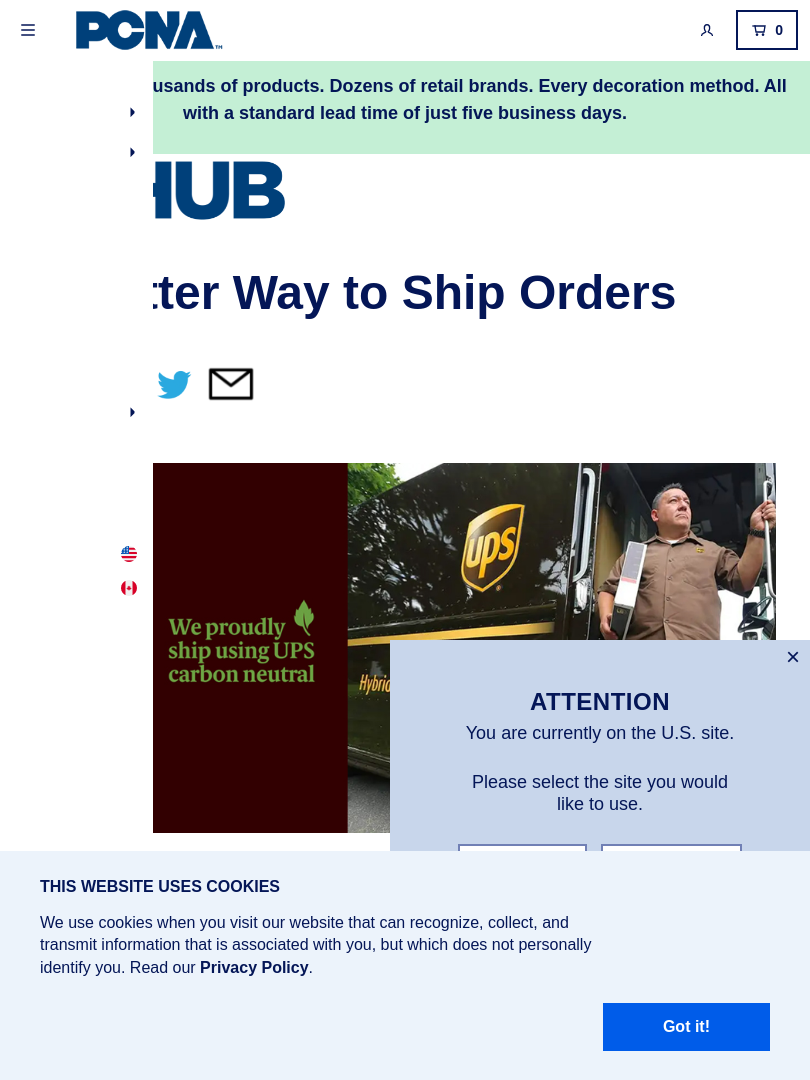 PCNA TM
0
usands of products. Dozens of retail brands. Every decoration method. All
with a standard lead time of just five business days.
HUB
tter Way to Ship Orders
We proudly
ship using UPS
carbon neutral
ups
Hybrid
×
ATTENTION
You are currently on the U.S. site.
Please select the site you would
like to use.
THIS WEBSITE USES COOKIES
We use cookies when you visit our website that can recognize, collect, and
transmit information that is associated with you, but which does not personally
identify you. Read our Privacy Policy.
Got it!